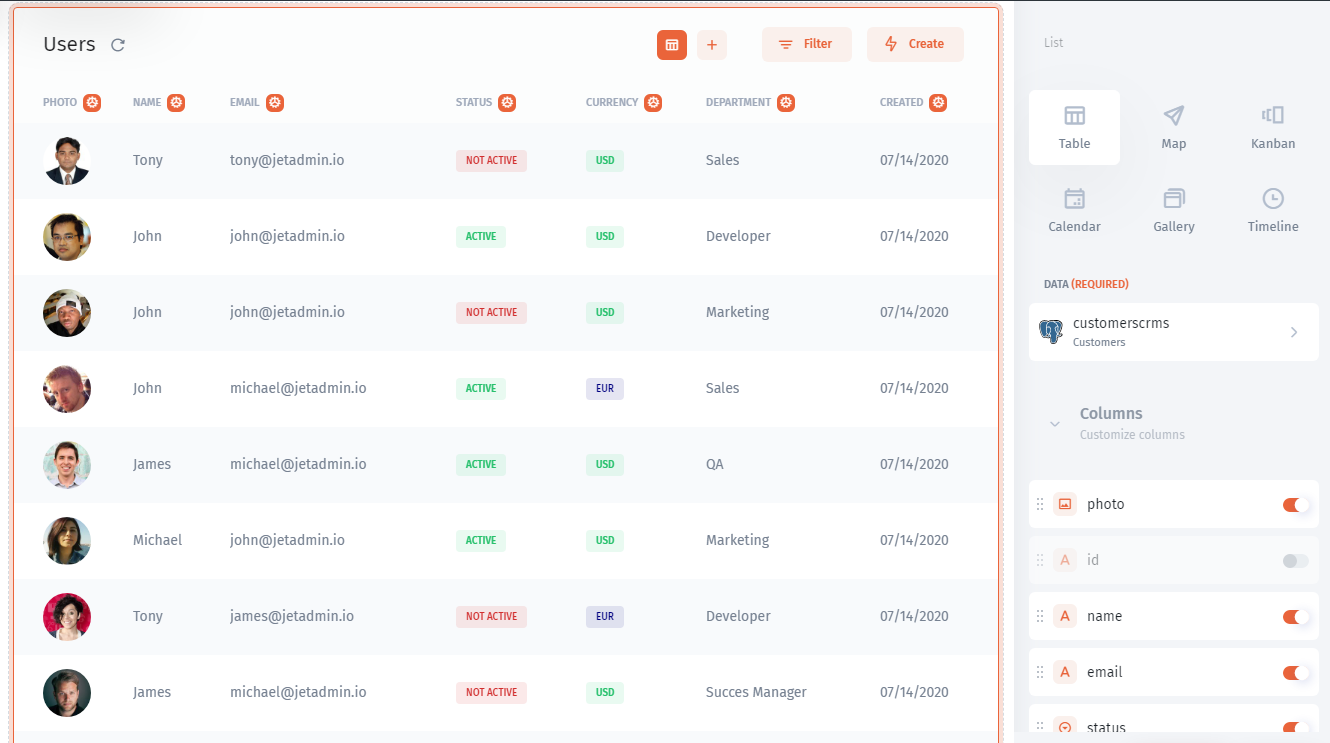 Users
Filter
Create
PHOTO NAME EMAIL STATUS CURRENCY DEPARTMENT CREATED
Tony tony@jetadmin.io NOT ACTIVE USD Sales 07/14/2020
John john@jetadmin.io ACTIVE USD Developer 07/14/2020
John john@jetadmin.io NOT ACTIVE USD Marketing 07/14/2020
John michael@jetadmin.io ACTIVE EUR Sales 07/14/2020
James michael@jetadmin.io ACTIVE USD QA 07/14/2020
Michael john@jetadmin.io ACTIVE USD Marketing 07/14/2020
Tony james@jetadmin.io NOT ACTIVE EUR Developer 07/14/2020
James michael@jetadmin.io NOT ACTIVE USD Succes Manager 07/14/2020
List
Table Map Kanban
Calendar Gallery Timeline
DATA (REQUIRED)
customerscrms
Customers
Columns
Customize columns
photo
A id
A name
A email
status